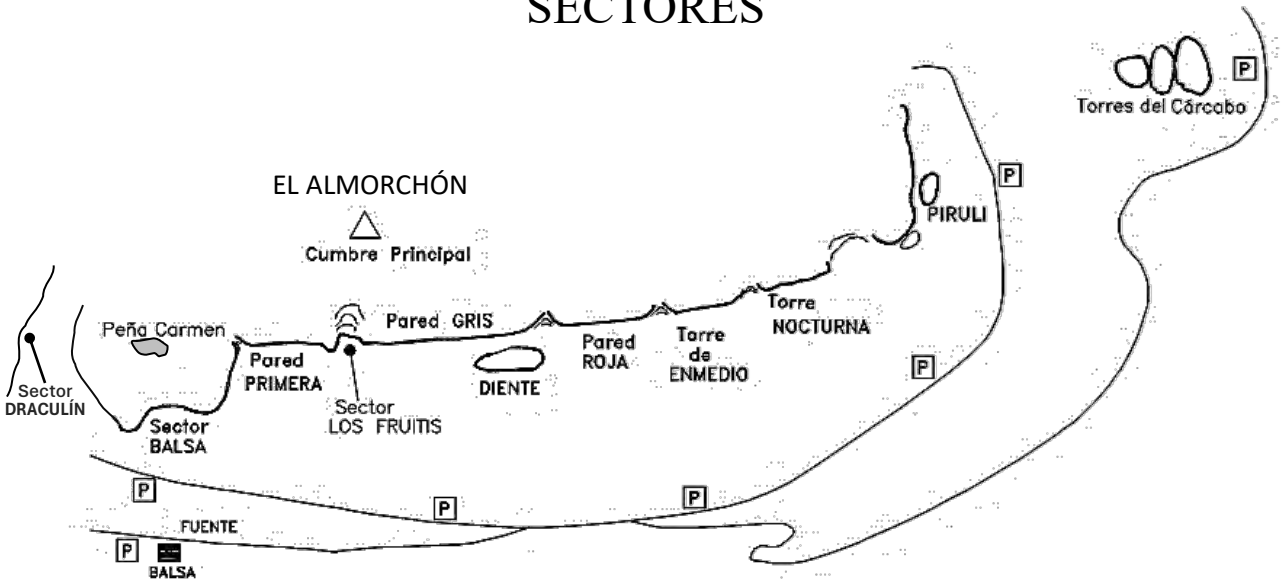 SECTORES
P
Torres del Cárcabo
P
EL ALMORCHÓN
Cumbre Principal
PIRULI
Peña Carmen
Pared
PRIMERA
Pared GRIS
Pared
ROJA
Torre
de
ENMEDIO
Torre
NOCTURNA
DIENTE
P
Sector
DRACULÍN
Sector
BALSA
Sector
LOS FRUITIS
P
P
P
FUENTE
P
BALSA